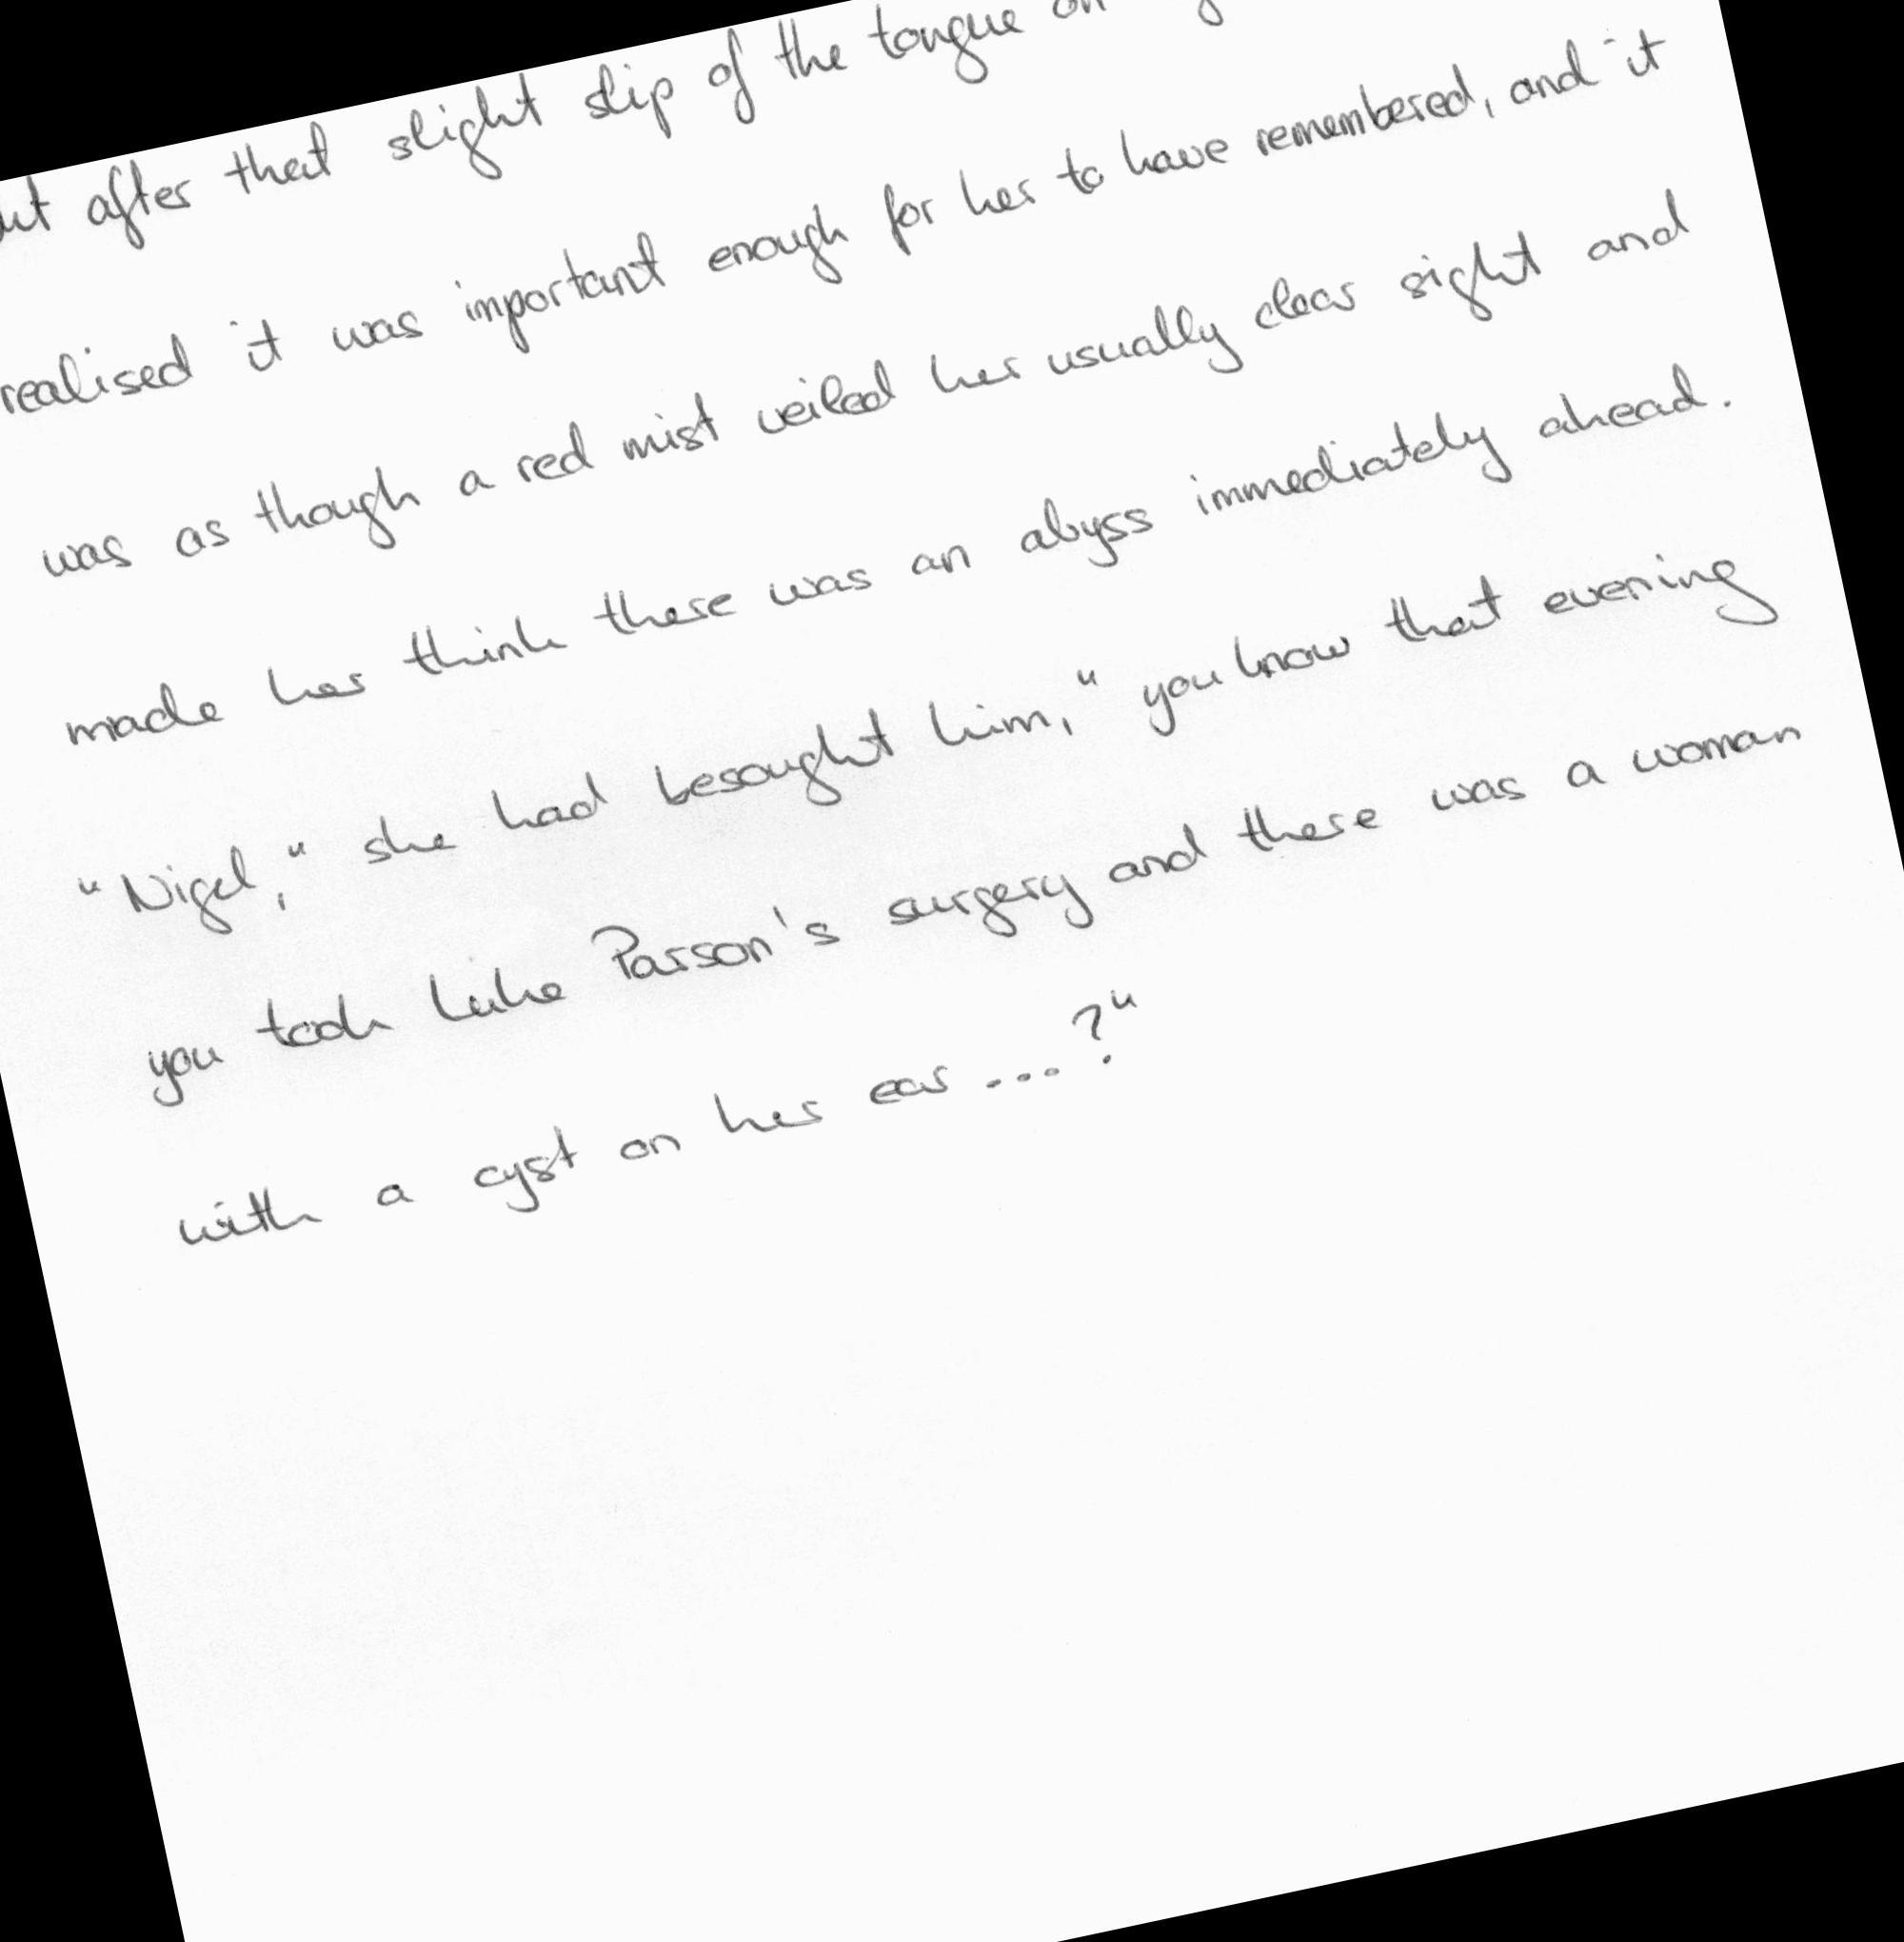 after that slight slip of the tongue on
realised it was important enough for her to have remembered, and it
was as though a red mist veiled her usually clear sight and
made her think there was an abyss immediately ahead.
"Nigel," she had besought him, "you know that evening
you took Luke Parson's surgery and there was a woman
with a cyst on her ear ...?"